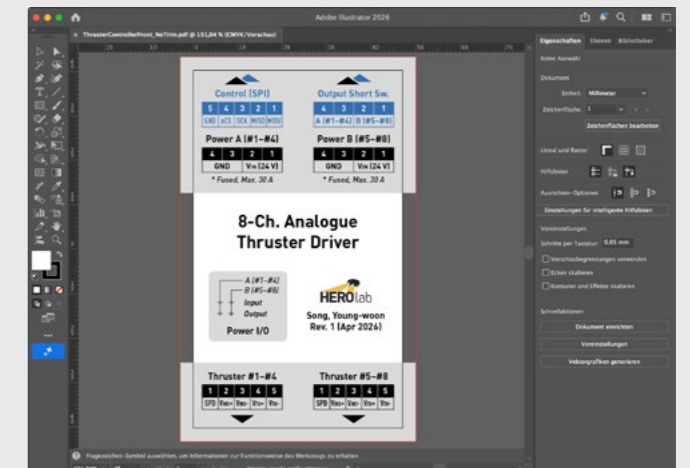 Adobe Illustrator 2026
× ThrusterControllerFront_NoTrim.pdf @ 151,04 % (CMYK/Vorschau)
Control (SPI)
5 4 3 2 1
GND nCS SCK MISO MOSI
Output Short Sw.
4 3 2 1
A (#1-#4) B (#5-#8)
Power A (#1-#4)
4 3 2 1
GND VIN (24 V)
* Fused, Max. 30 A
Power B (#5-#8)
4 3 2 1
GND VIN (24 V)
* Fused, Max. 30 A
8-Ch. Analogue
Thruster Driver
A (#1-#4)
B (#5-#8)
Input
Output
Power I/O
HEROlab
Song, Young-woon
Rev. 1 (Apr 2026)
Thruster #1-#4
1 2 3 4 5
Thruster #5-#8
1 2 3 4 5
Eigenschaften Ebenen Bibliotheken
Keine Auswahl
Dokument
Einheit: Millimeter
Zeichenfläche: 1
Zeichenflächen bearbeiten
Lineal und Raster
Hilfslinien
Ausrichten-Optionen
Einstellungen für intelligente Hilfslinien
Voreinstellungen
Schritte per Tastatur: 0,05 mm
Vorschaubegrenzungen verwenden
Ecken skalieren
Konturen und Effekte skalieren
Schnellaktionen
Dokument einrichten
Voreinstellungen
Vektorgrafiken generieren
Tragezeichen-Symbol auswählen, um Informationen zur Funktionsweise des Werkzeugs zu erhalten